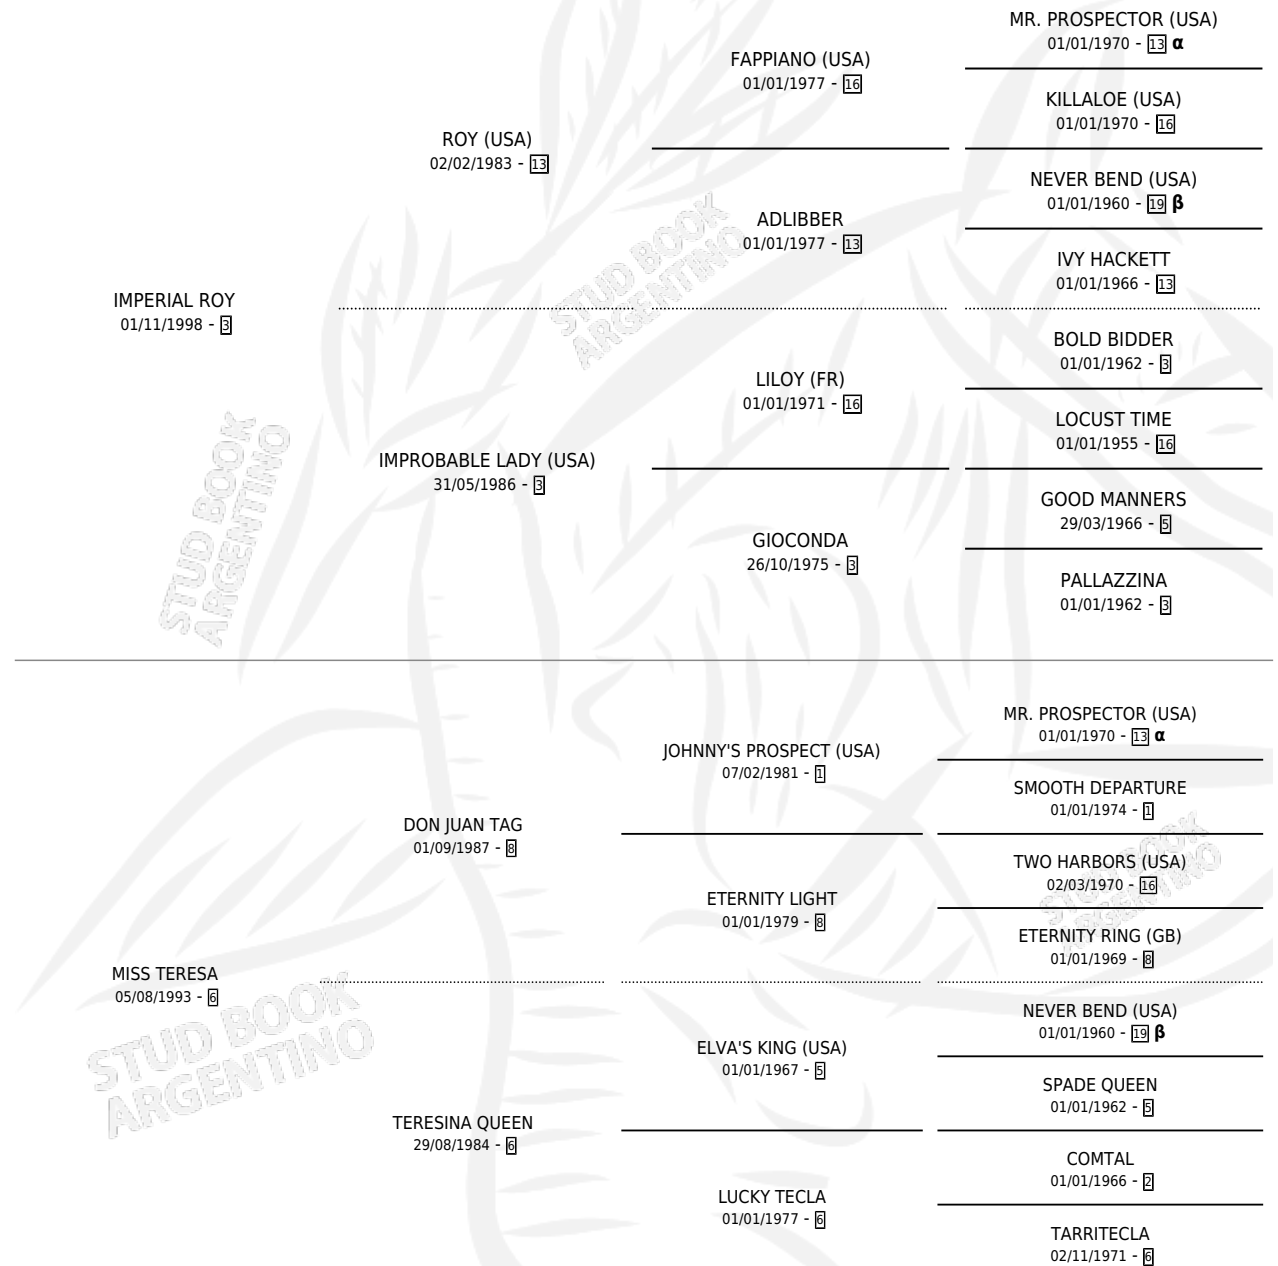 MR. PROSPECTOR (USA)
01/01/1970 - 13 α
FAPPIANO (USA)
01/01/1977 - 16
KILLALOE (USA)
01/01/1970 - 16
ROY (USA)
02/02/1983 - 13
NEVER BEND (USA)
01/01/1960 - 19 β
ADLIBBER
01/01/1977 - 13
IVY HACKETT
01/01/1966 - 13
IMPERIAL ROY
01/11/1998 - 3
BOLD BIDDER
01/01/1962 - 3
LILOY (FR)
01/01/1971 - 16
LOCUST TIME
01/01/1955 - 16
IMPROBABLE LADY (USA)
31/05/1986 - 3
GOOD MANNERS
29/03/1966 - 5
GIOCONDA
26/10/1975 - 3
PALLAZZINA
01/01/1962 - 3
STUD BOOK
ARGENTINO
STUD BOOK
ARGENTINO
MR. PROSPECTOR (USA)
01/01/1970 - 13 α
JOHNNY'S PROSPECT (USA)
07/02/1981 - 1
SMOOTH DEPARTURE
01/01/1974 - 1
DON JUAN TAG
01/09/1987 - 8
TWO HARBORS (USA)
02/03/1970 - 16
ETERNITY LIGHT
01/01/1979 - 8
ETERNITY RING (GB)
01/01/1969 - 8
MISS TERESA
05/08/1993 - 6
NEVER BEND (USA)
01/01/1960 - 19 β
ELVA'S KING (USA)
01/01/1967 - 5
SPADE QUEEN
01/01/1962 - 5
TERESINA QUEEN
29/08/1984 - 6
COMTAL
01/01/1966 - 2
LUCKY TECLA
01/01/1977 - 6
TARRITECLA
02/11/1971 - 6
STUD BOOK
ARGENTINO
STUD BOOK
ARGENTINO